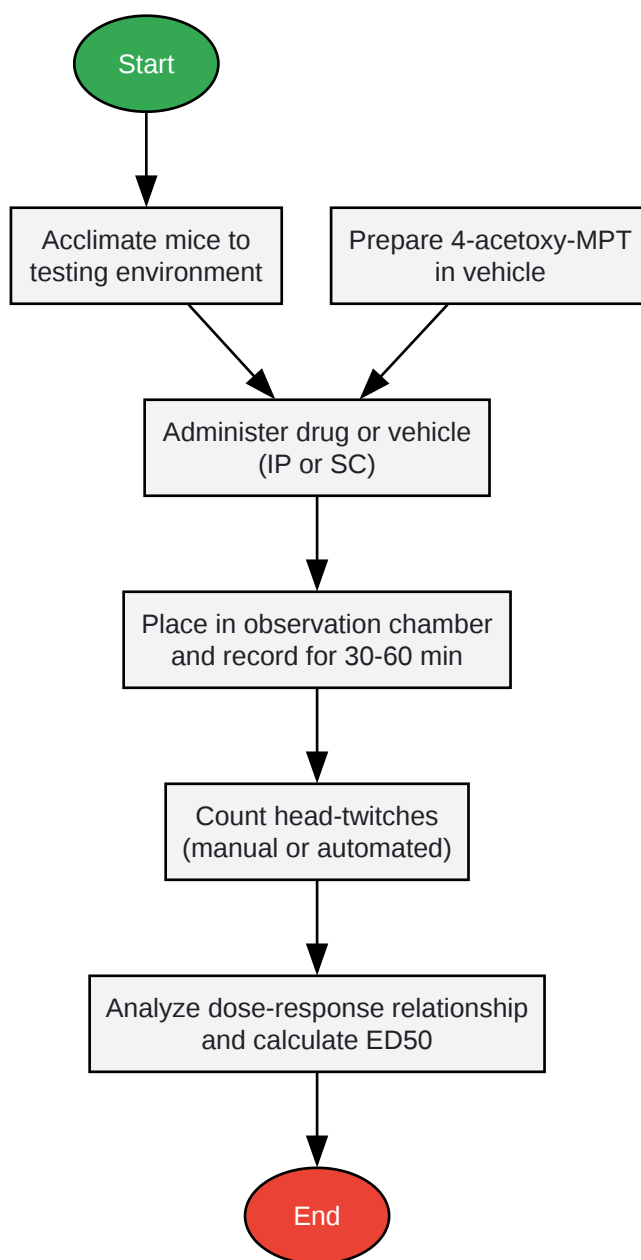 Start
Acclimate mice to
testing environment
Prepare 4-acetoxy-MPT
in vehicle
Administer drug or vehicle
(IP or SC)
Place in observation chamber
and record for 30-60 min
Count head-twitches
(manual or automated)
Analyze dose-response relationship
and calculate ED50
End